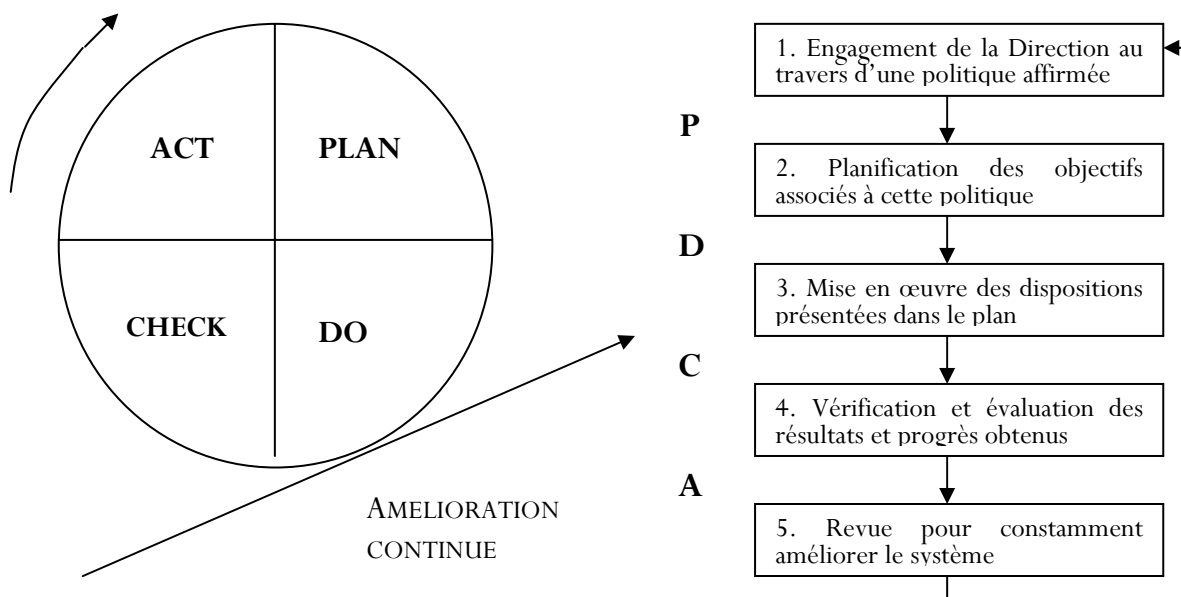 ACT
PLAN
CHECK
DO
AMELIORATION
CONTINUE
1. Engagement de la Direction au
travers d’une politique affirmée
P
2. Planification des objectifs
associés à cette politique
D
3. Mise en œuvre des dispositions
présentées dans le plan
C
4. Vérification et évaluation des
résultats et progrès obtenus
A
5. Revue pour constamment
améliorer le système